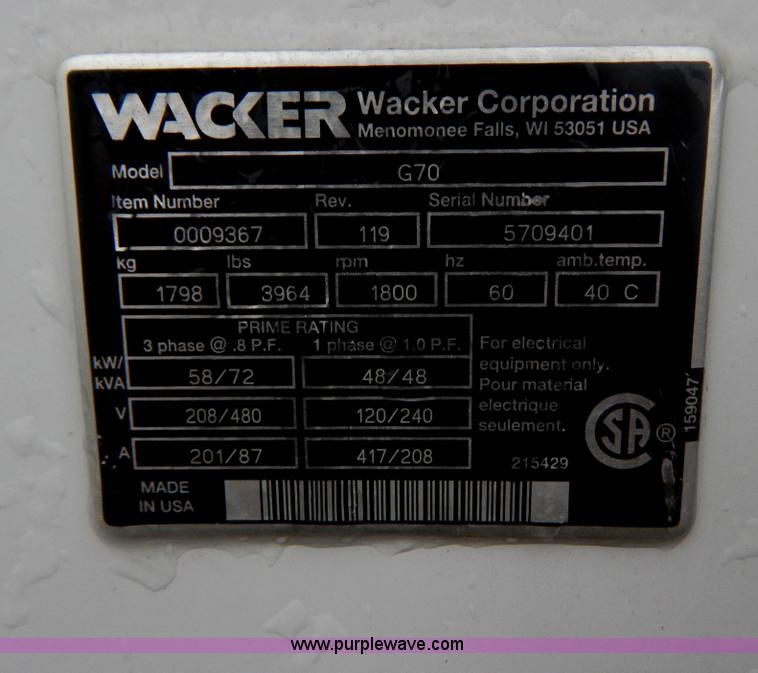 WACKER Wacker Corporation
Menomonee Falls, WI 53051 USA
Model G70
Item Number Rev. Serial Number
0009367 119 5709401
kg lbs rpm hz amb.temp.
1798 3964 1800 60 40 C
PRIME RATING
3 phase @ .8 P.F. 1 phase @ 1.0 P.F.
kW/kVA 58/72 48/48
V 208/480 120/240
A 201/87 417/208
For electrical
equipment only.
Pour material
electrique
seulement.
215429
SA ®
159047
MADE
IN USA
www.purplewave.com